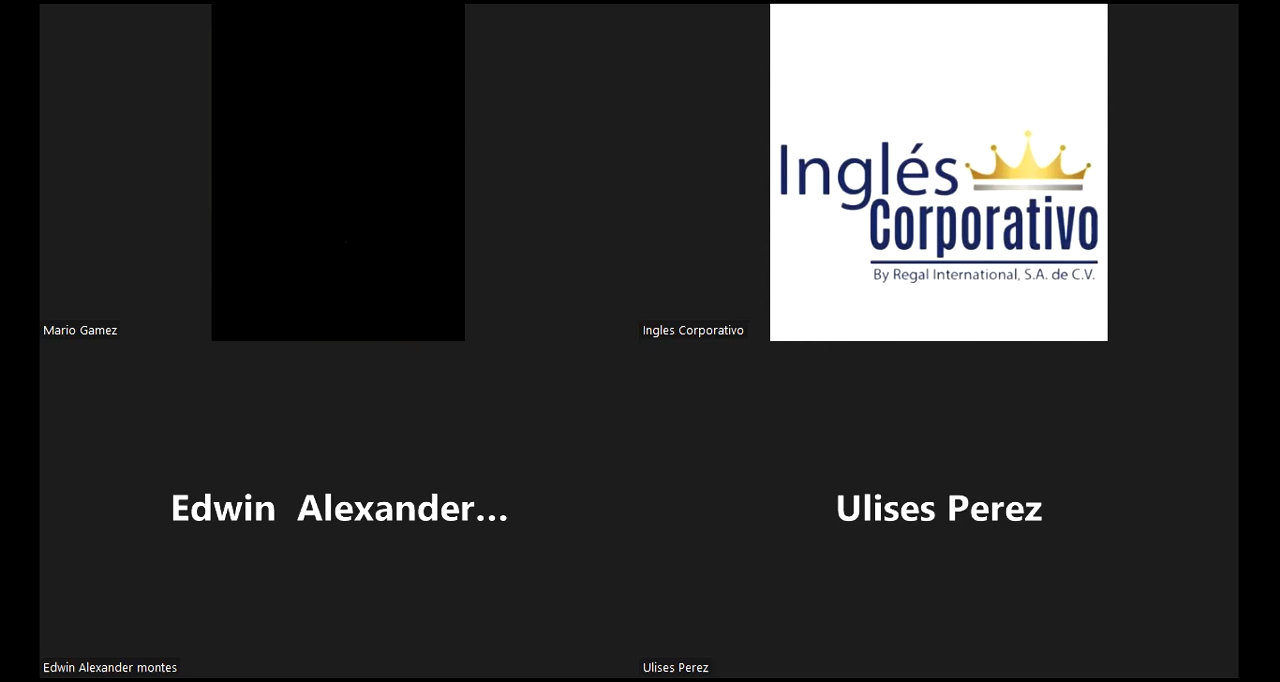 Inglés
Corporativo
By Regal International, S.A. de C.V.
Mario Gamez
Ingles Corporativo
Edwin  Alexander...
Ulises Perez
Edwin Alexander montes
Ulises Perez